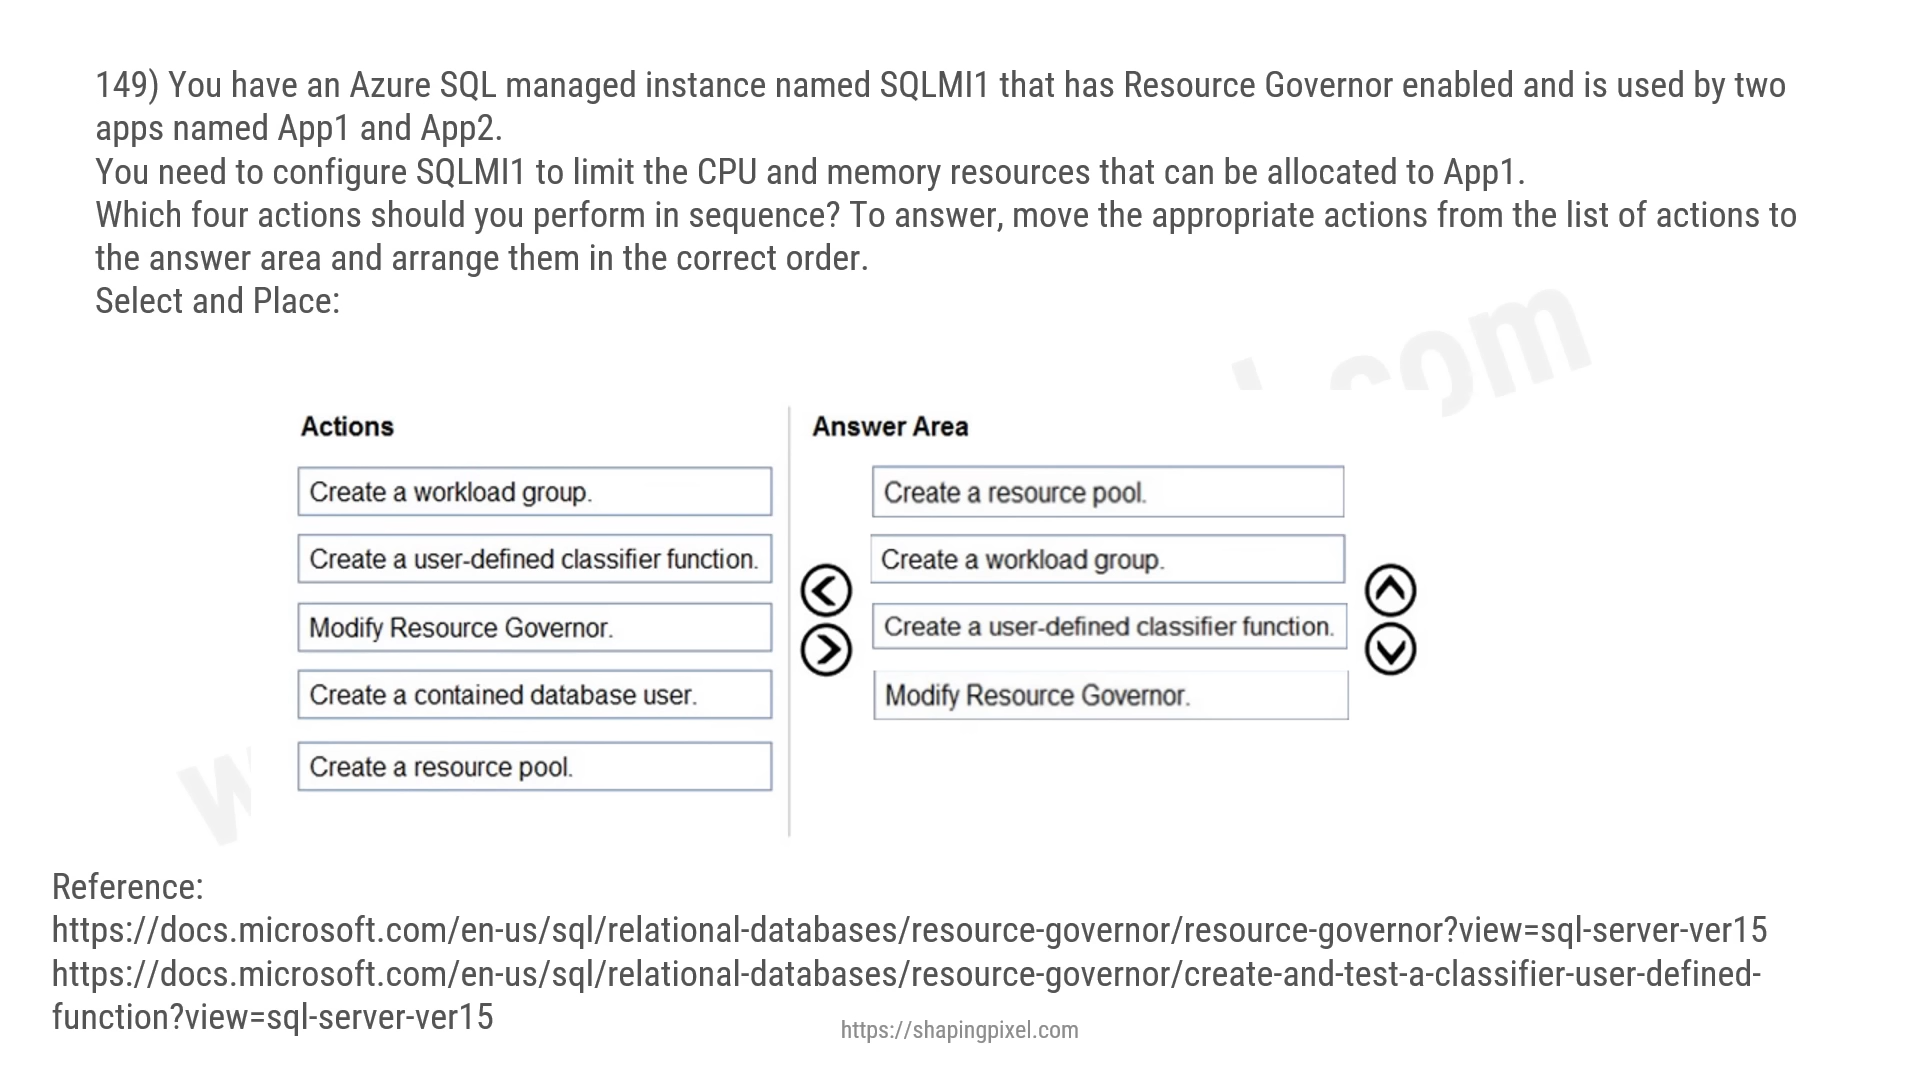 149) You have an Azure SQL managed instance named SQLMI1 that has Resource Governor enabled and is used by two
apps named App1 and App2.
You need to configure SQLMI1 to limit the CPU and memory resources that can be allocated to App1.
Which four actions should you perform in sequence? To answer, move the appropriate actions from the list of actions to
the answer area and arrange them in the correct order.
Select and Place:
Actions
Create a workload group.
Create a user-defined classifier function.
Modify Resource Governor.
Create a contained database user.
Create a resource pool.
Answer Area
Create a resource pool.
Create a workload group.
Create a user-defined classifier function.
Modify Resource Governor.
Reference:
https://docs.microsoft.com/en-us/sql/relational-databases/resource-governor/resource-governor?view=sql-server-ver15
https://docs.microsoft.com/en-us/sql/relational-databases/resource-governor/create-and-test-a-classifier-user-defined-
function?view=sql-server-ver15
https://shapingpixel.com